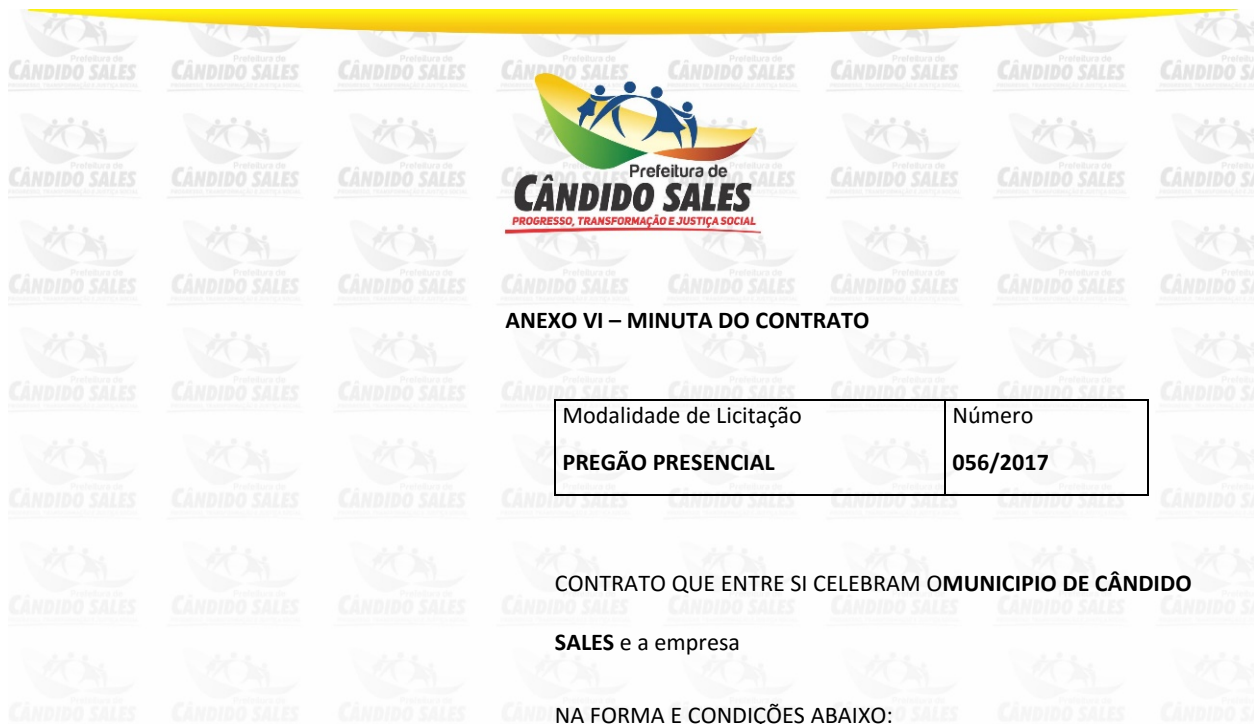 Prefeitura de
CÂNDIDO SALES
PROGRESSO, TRANSFORMAÇÃO E JUSTIÇA SOCIAL
ANEXO VI – MINUTA DO CONTRATO
Modalidade de Licitação Número
PREGÃO PRESENCIAL 056/2017
CONTRATO QUE ENTRE SI CELEBRAM OMUNICIPIO DE CÂNDIDO
SALES e a empresa
NA FORMA E CONDIÇÕES ABAIXO: